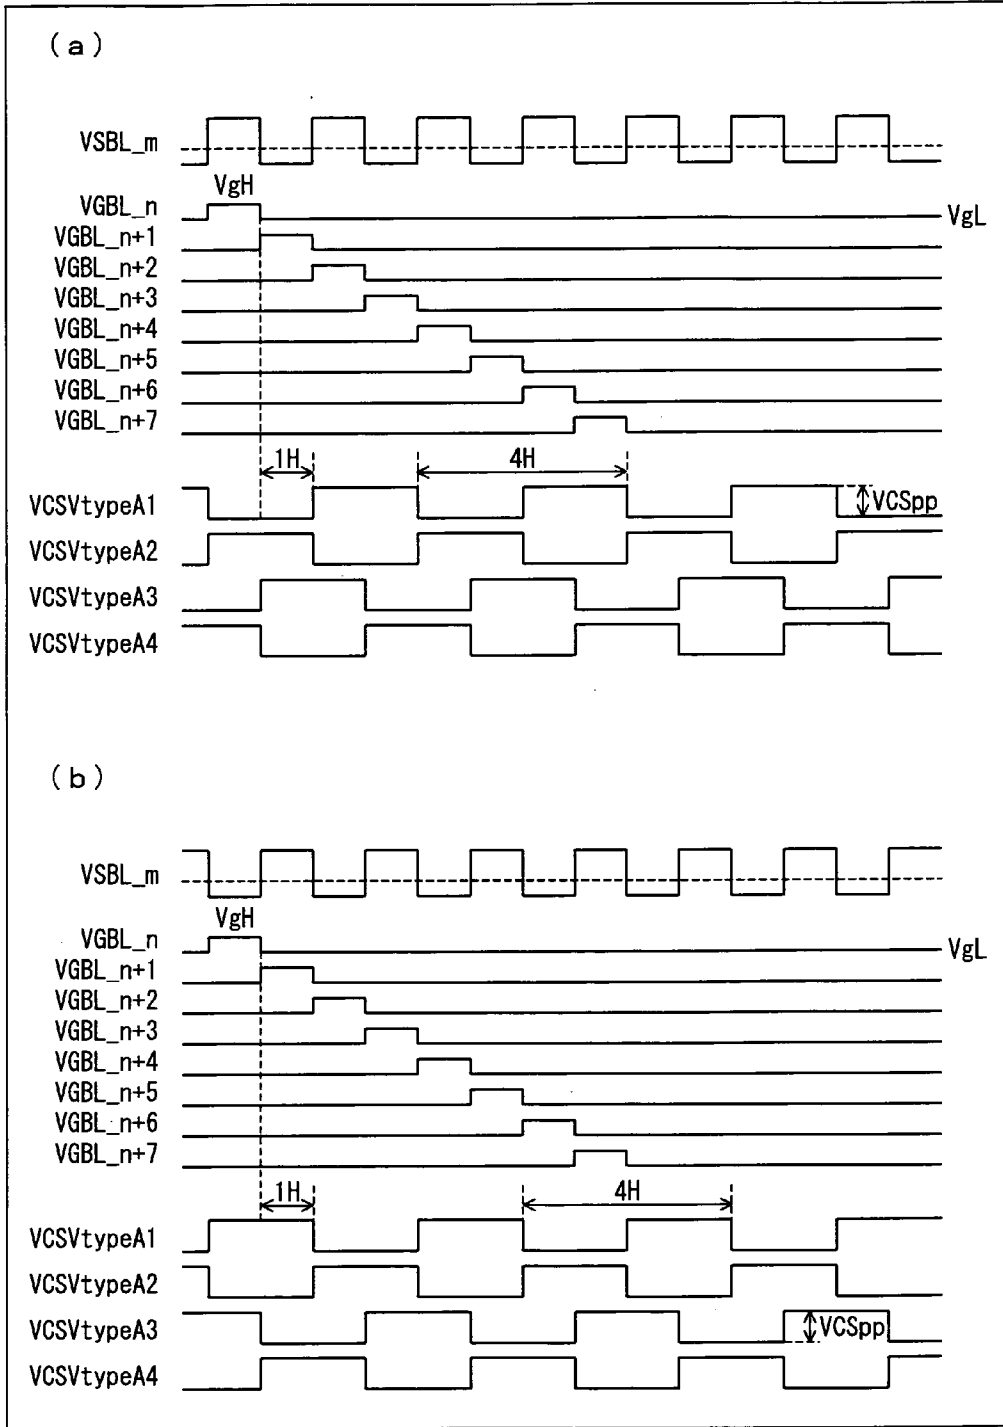 (a)
VSBL_m
VgH
VGBL_n
VgL
VGBL_n+1
VGBL_n+2
VGBL_n+3
VGBL_n+4
VGBL_n+5
VGBL_n+6
VGBL_n+7
1H
4H
VCSVtypeA1
VCSpp
VCSVtypeA2
VCSVtypeA3
VCSVtypeA4
(b)
VSBL_m
VgH
VGBL_n
VgL
VGBL_n+1
VGBL_n+2
VGBL_n+3
VGBL_n+4
VGBL_n+5
VGBL_n+6
VGBL_n+7
1H
4H
VCSVtypeA1
VCSVtypeA2
VCSVtypeA3
VCSpp
VCSVtypeA4